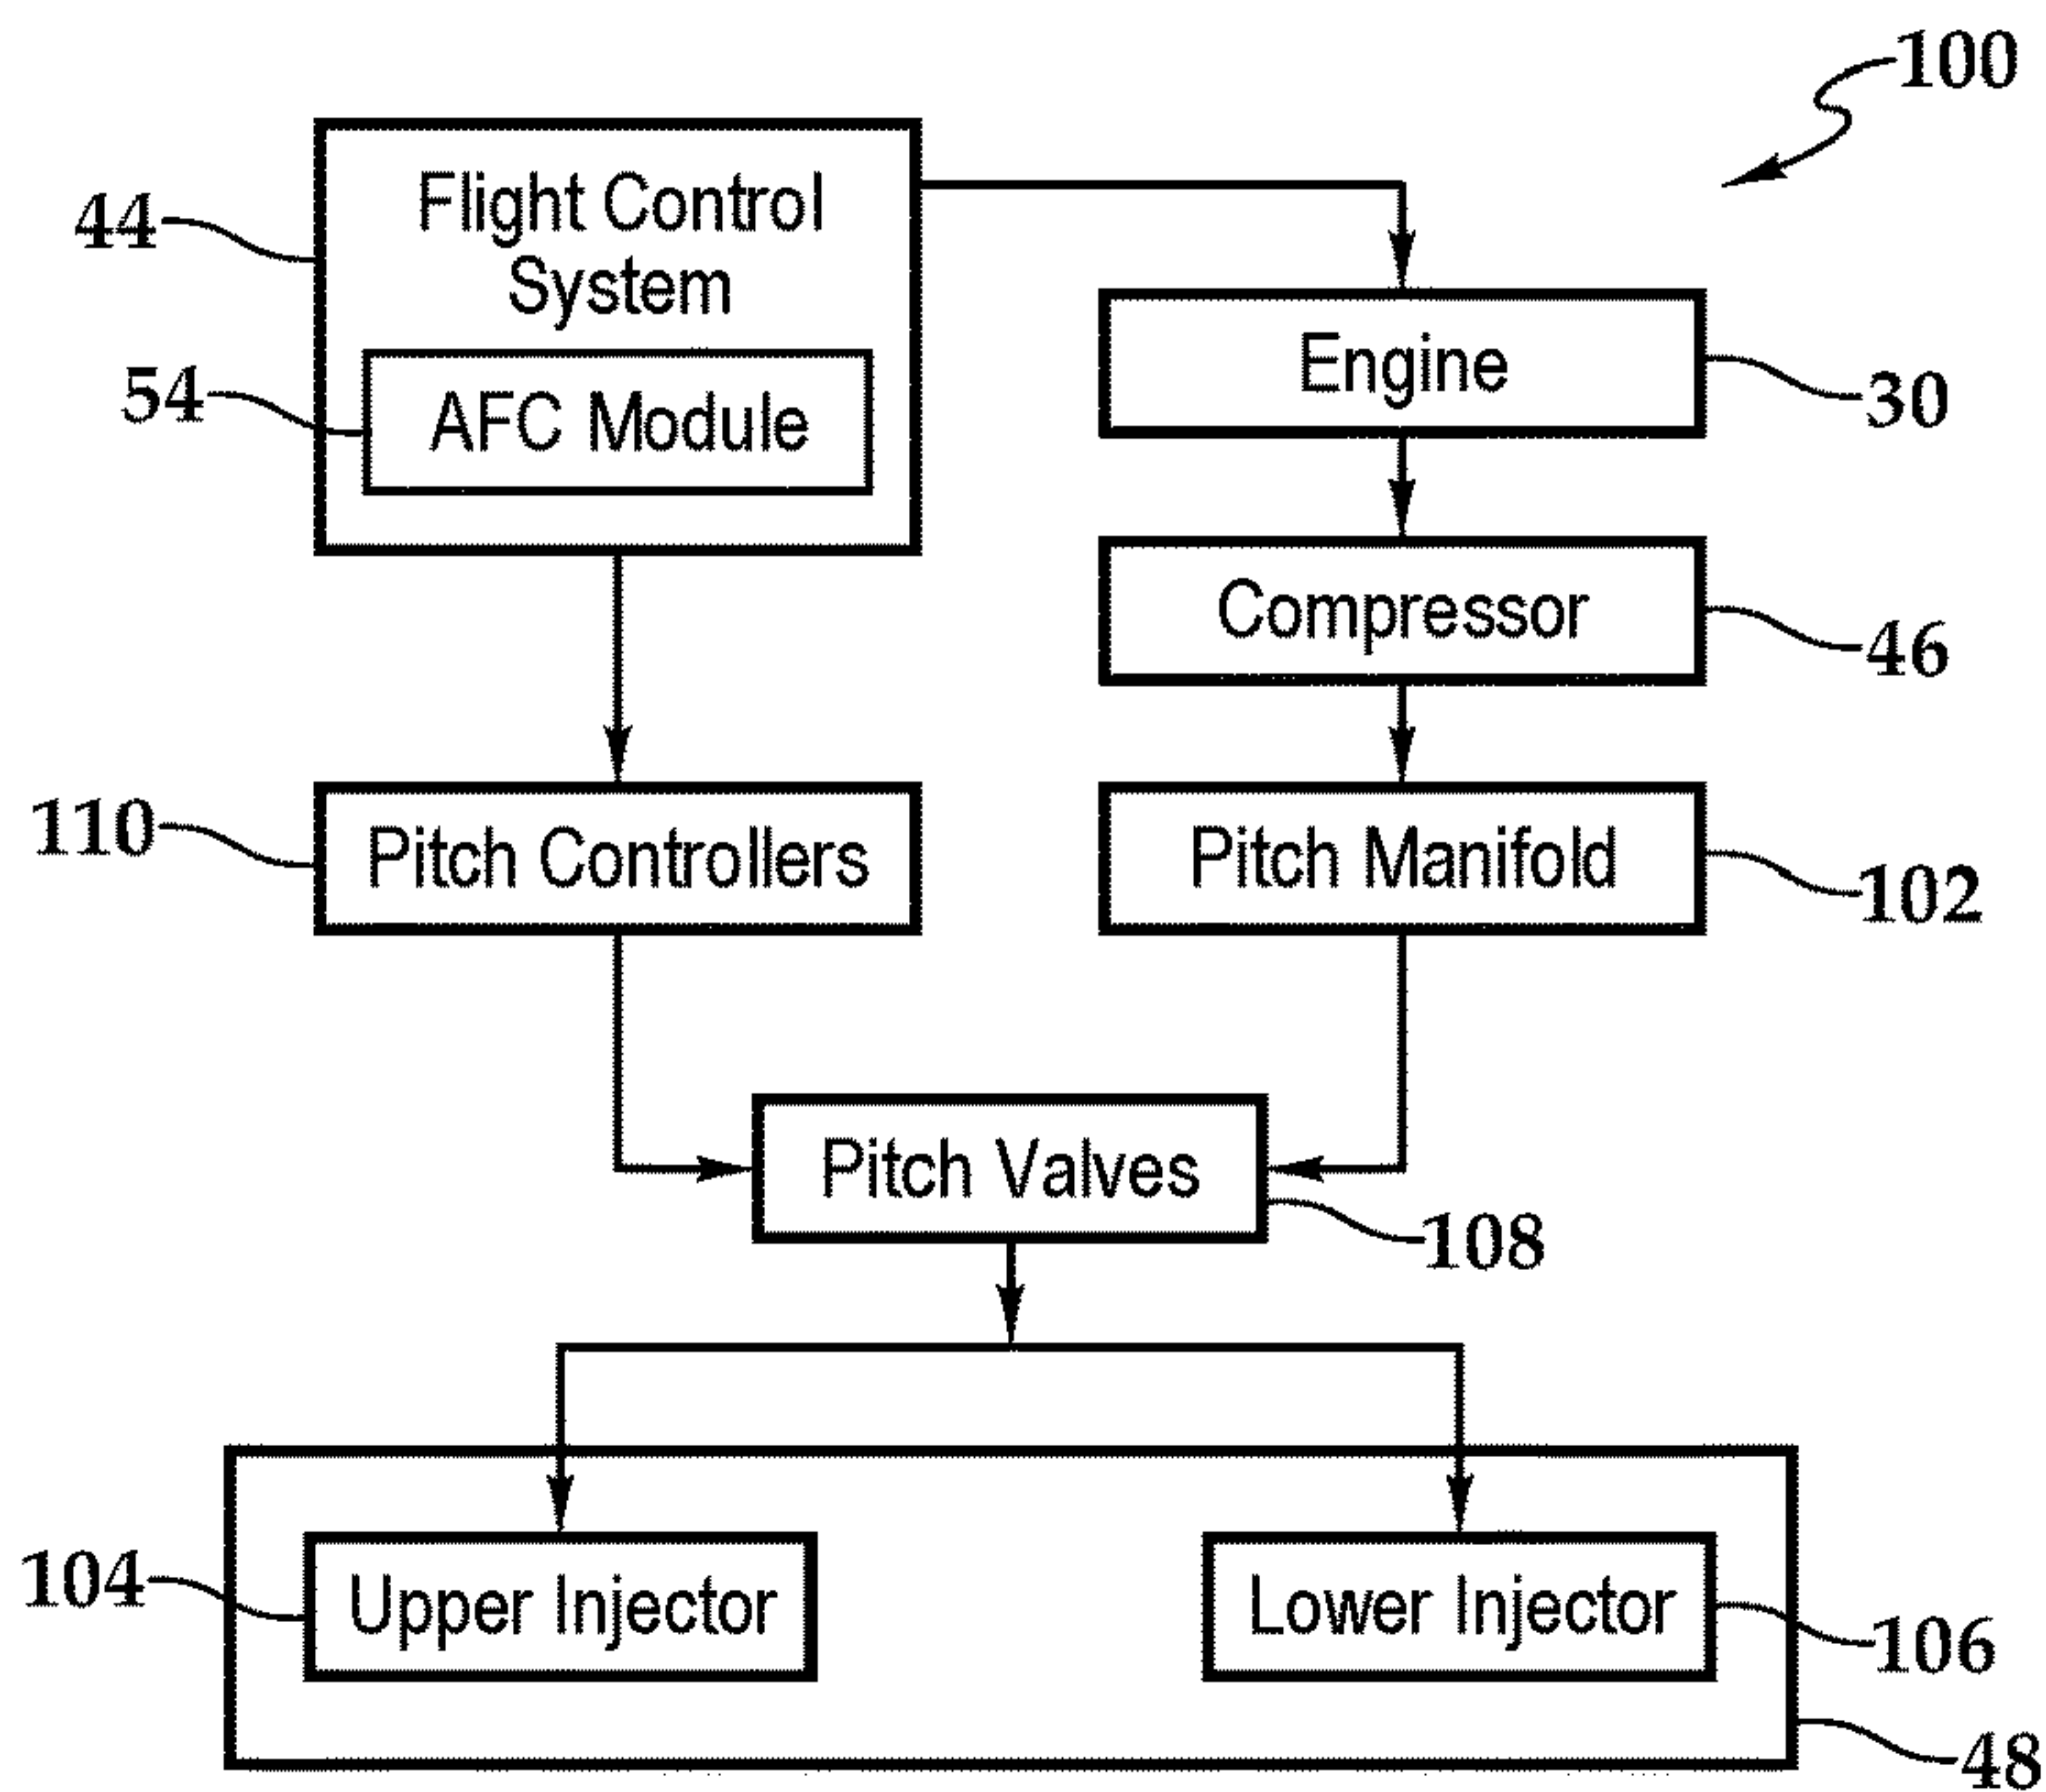 100
44
Flight Control
System
54
AFC Module
Engine
30
Compressor
46
110
Pitch Controllers
Pitch Manifold
102
Pitch Valves
108
104
Upper Injector
Lower Injector
106
48